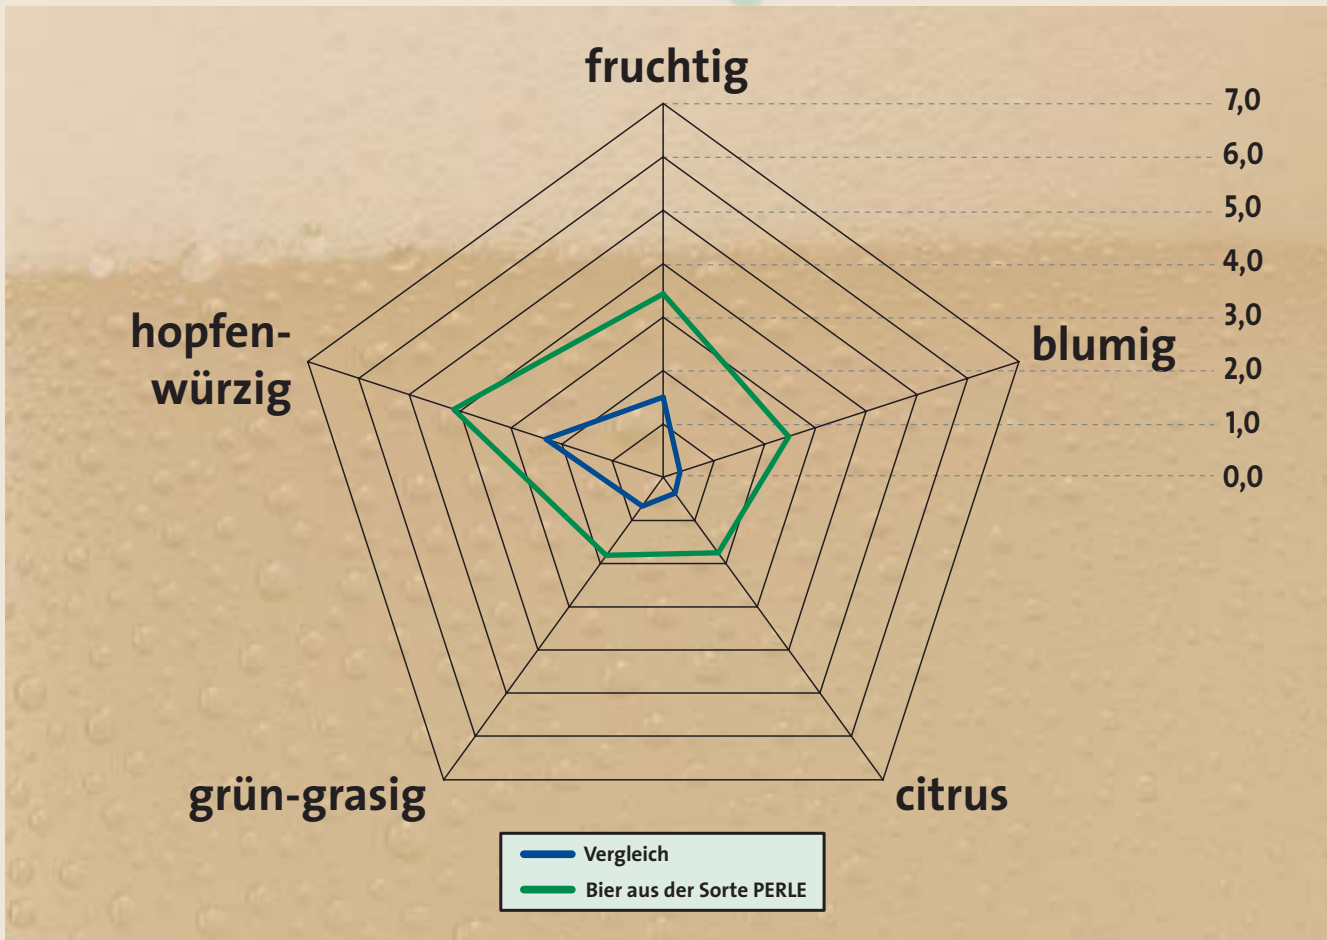 fruchtig
7,0
6,0
5,0
4,0
3,0
2,0
1,0
0,0
hopfen-
würzig
blumig
grün-grasig
citrus
Vergleich
Bier aus der Sorte PERLE